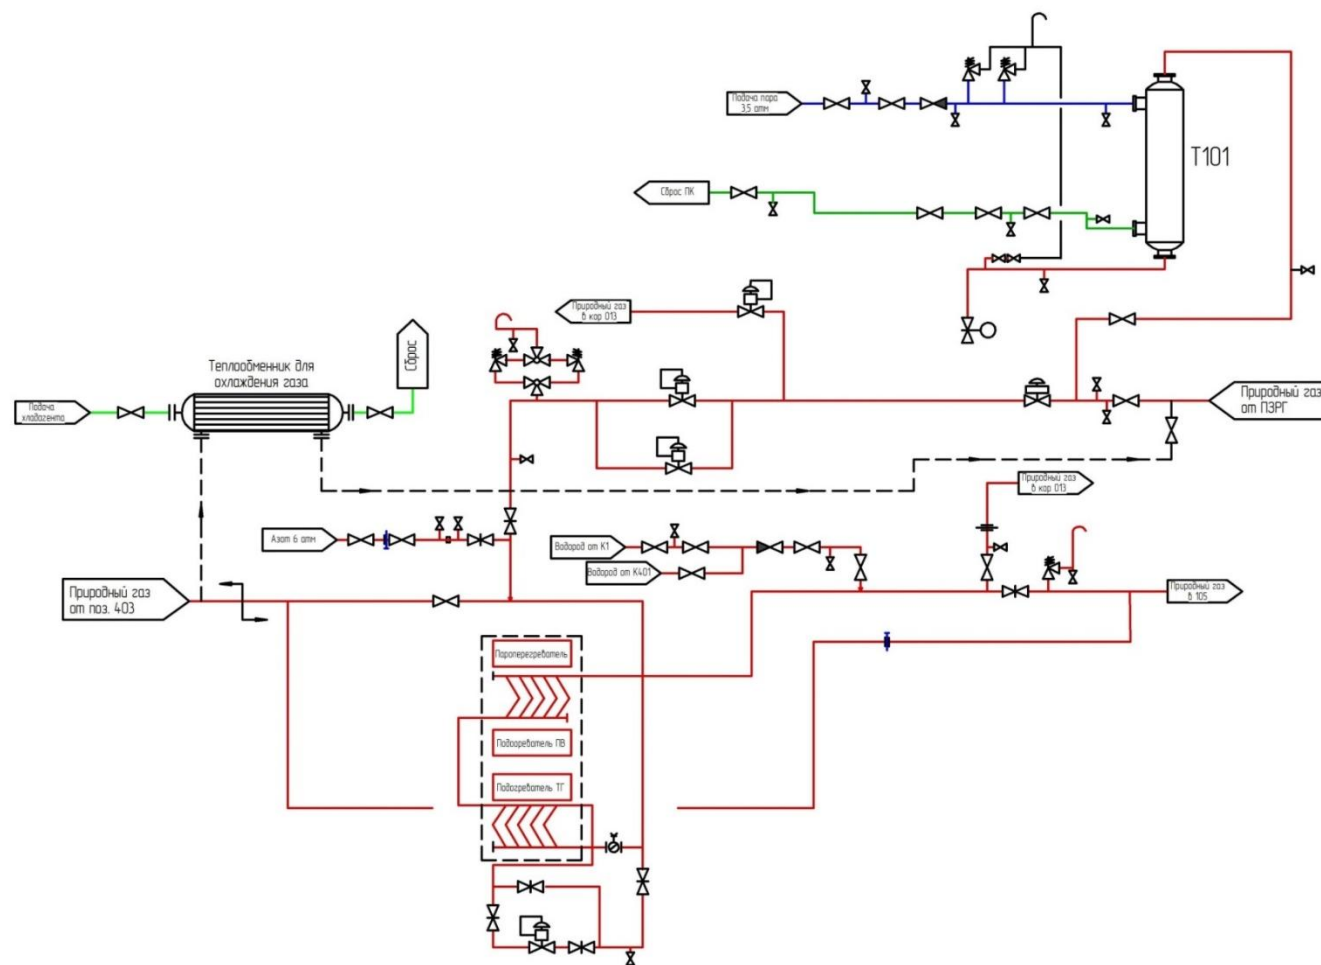 Подача пара
3,5 атм
Т101
Сброс ПК
Природный газ
в кор 013
Теплообменник для
охлаждения газа
Сброс
Подача
хладагента
Природный газ
от ПЗРГ
Природный газ
в кор 013
Азот 6 атм
Водород от К1
Водород от К401
Природный газ
от поз. 403
Природный газ
в 105
Пароперегреватель
Подогреватель ПВ
Подогреватель ТГ